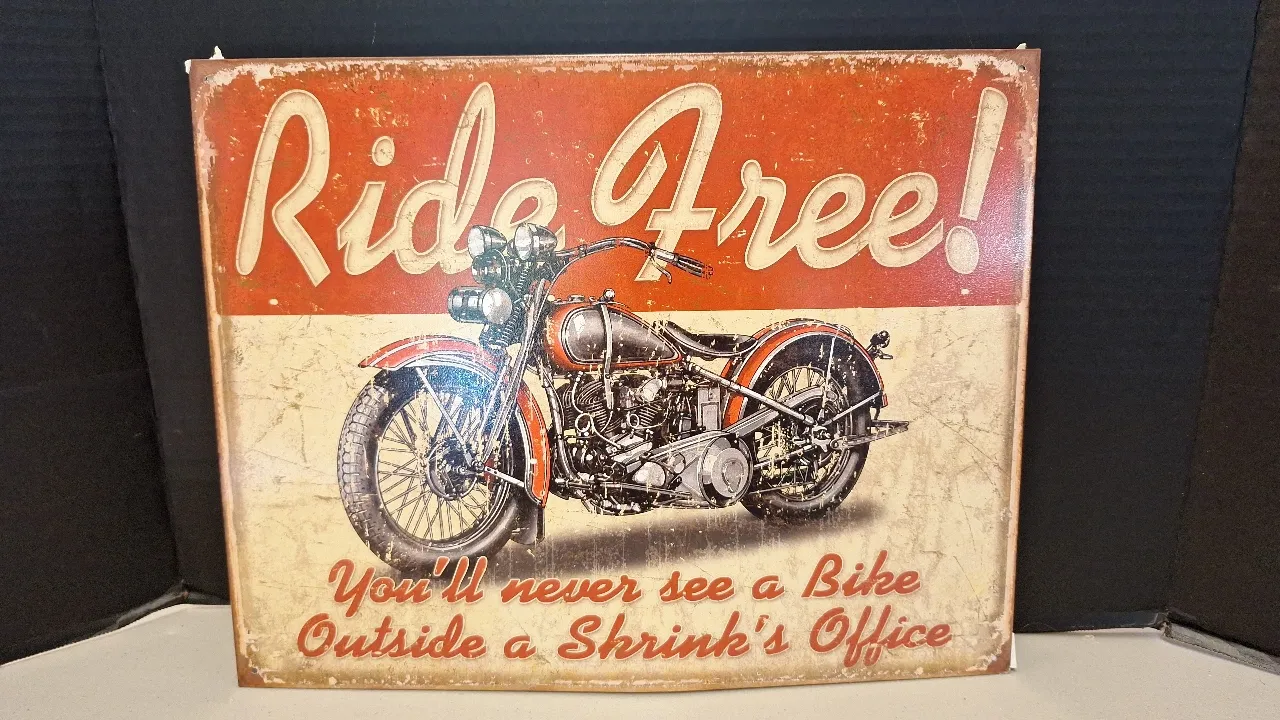 Ride Free!
You'll never see a Bike
Outside a Shrink's Office